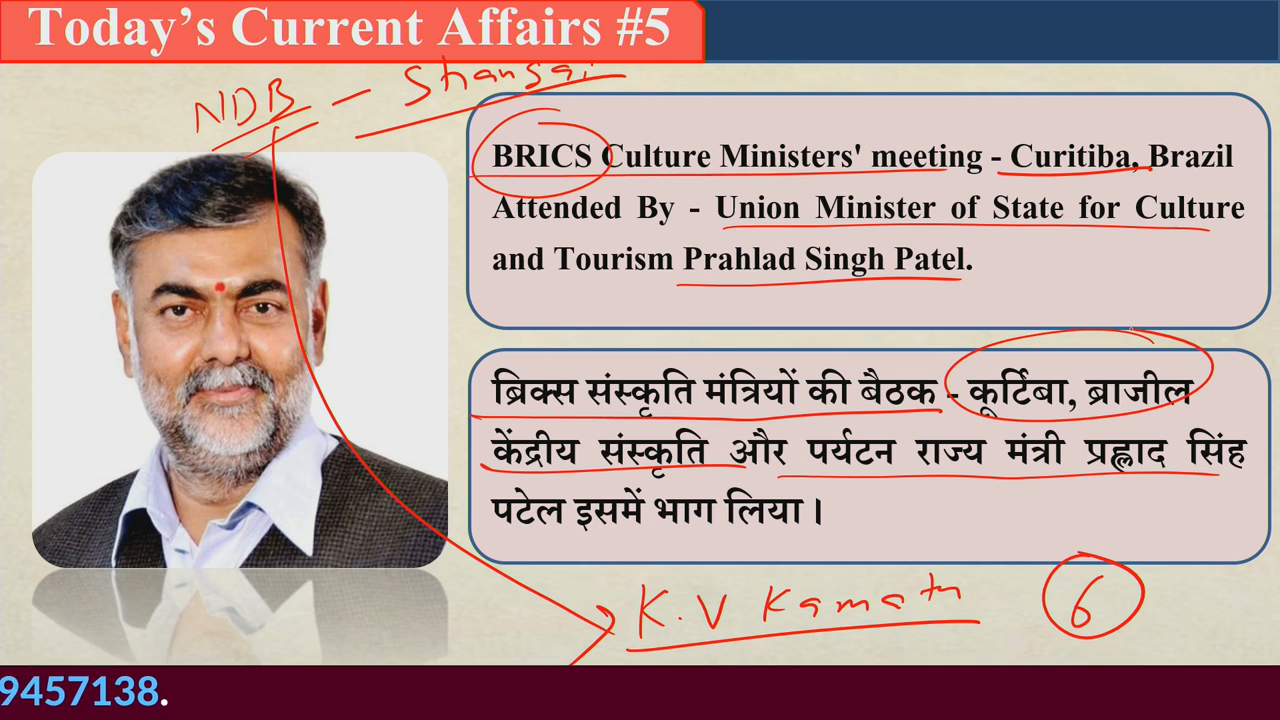 Today's Current Affairs #5
NDB - Shansai
BRICS Culture Ministers' meeting - Curitiba, Brazil
Attended By - Union Minister of State for Culture
and Tourism Prahlad Singh Patel.
ब्रिक्स संस्कृति मंत्रियों की बैठक - कूर्टिबा, ब्राजील
केंद्रीय संस्कृति और पर्यटन राज्य मंत्री प्रह्लाद सिंह
पटेल इसमें भाग लिया।
K.V Kamath
6
9457138.